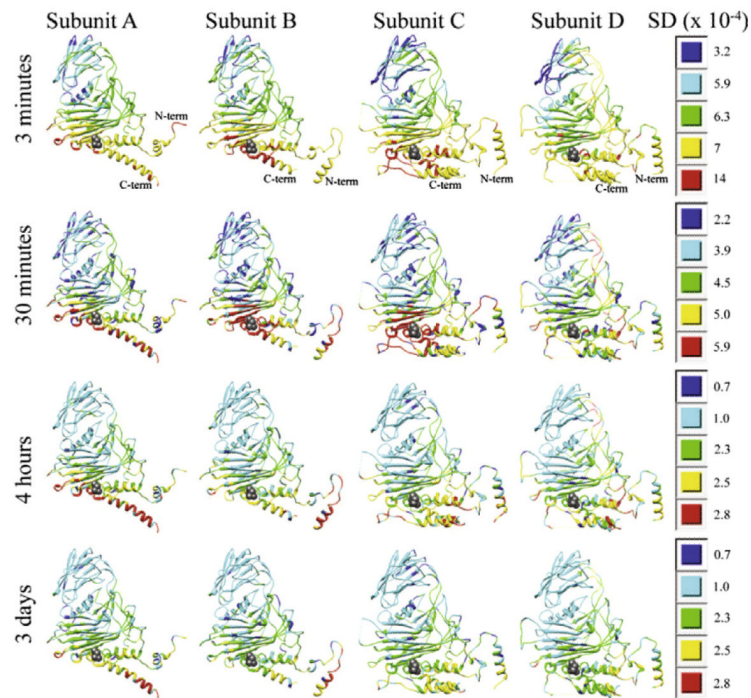 Subunit A Subunit B Subunit C Subunit D SD (x 10⁻⁴)
3 minutes
N-term
C-term
C-term
N-term
C-term
N-term
C-term
N-term
3.2
5.9
6.3
7
14
30 minutes
2.2
3.9
4.5
5.0
5.9
4 hours
0.7
1.0
2.3
2.5
2.8
3 days
0.7
1.0
2.3
2.5
2.8